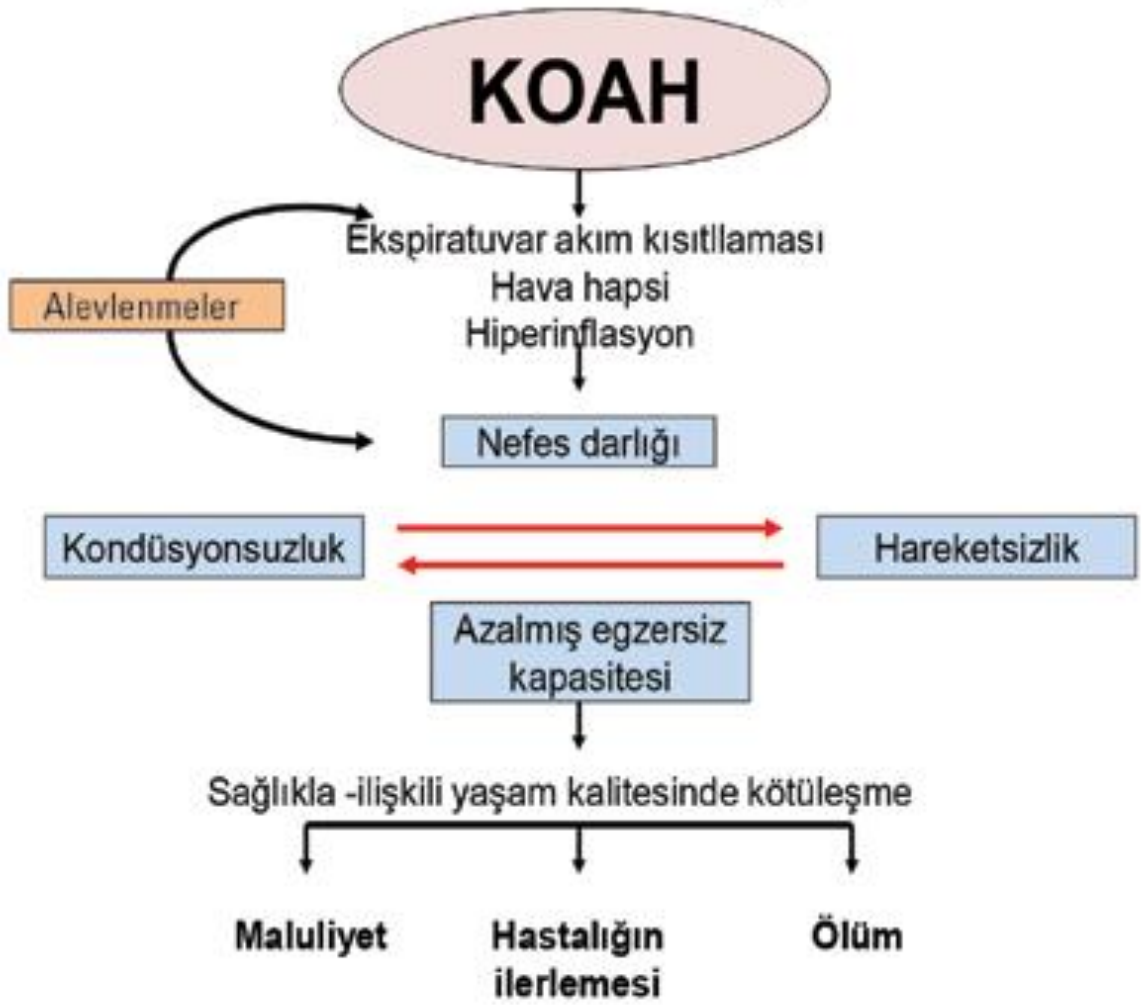 KOAH
Ekspiratuvar akım kısıtllaması
Hava hapsi
Hiperinflasyon
Alevlenmeler
Nefes darlığı
Kondüsyonsuzluk
Hareketsizlik
Azalmış egzersiz
kapasitesi
Sağlıkla -ilişkili yaşam kalitesinde kötüleşme
Maluliyet
Hastalığın
ilerlemesi
Ölüm